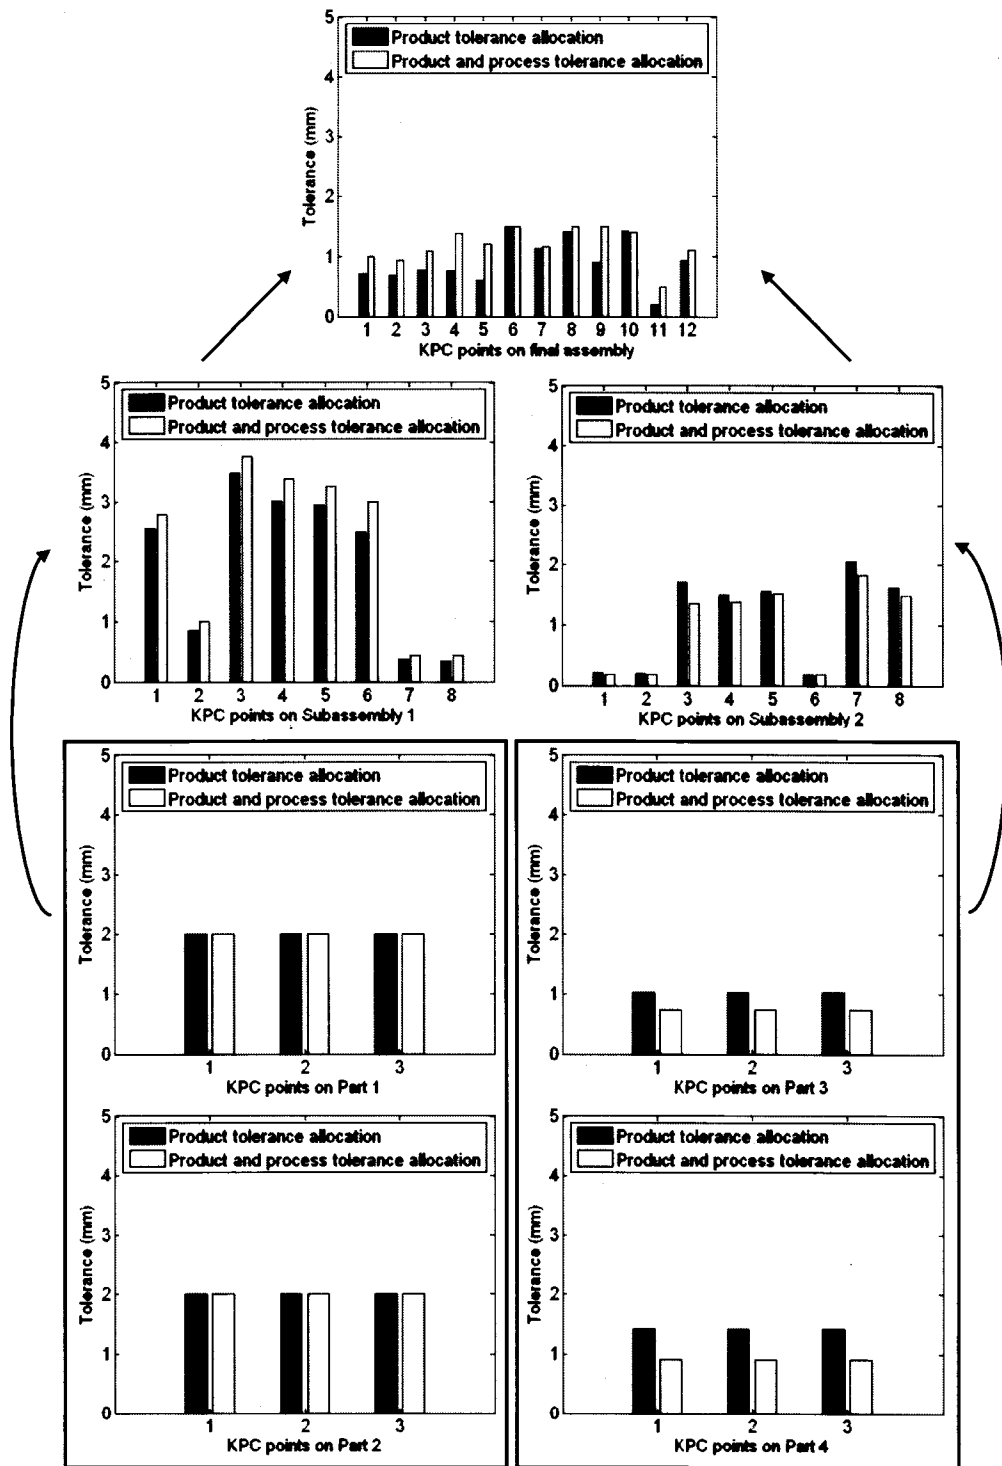 5
4
3
2
1
0
Tolerance (mm)
Product tolerance allocation
Product and process tolerance allocation
1 2 3 4 5 6 7 8 9 10 11 12
KPC points on final assembly
5
4
3
2
1
0
Tolerance (mm)
Product tolerance allocation
Product and process tolerance allocation
1 2 3 4 5 6 7 8
KPC points on Subassembly 1
5
4
3
2
1
0
Tolerance (mm)
Product tolerance allocation
Product and process tolerance allocation
1 2 3 4 5 6 7 8
KPC points on Subassembly 2
5
4
3
2
1
0
Tolerance (mm)
Product tolerance allocation
Product and process tolerance allocation
1 2 3
KPC points on Part 1
5
4
3
2
1
0
Tolerance (mm)
Product tolerance allocation
Product and process tolerance allocation
1 2 3
KPC points on Part 3
5
4
3
2
1
0
Tolerance (mm)
Product tolerance allocation
Product and process tolerance allocation
1 2 3
KPC points on Part 2
5
4
3
2
1
0
Tolerance (mm)
Product tolerance allocation
Product and process tolerance allocation
1 2 3
KPC points on Part 4